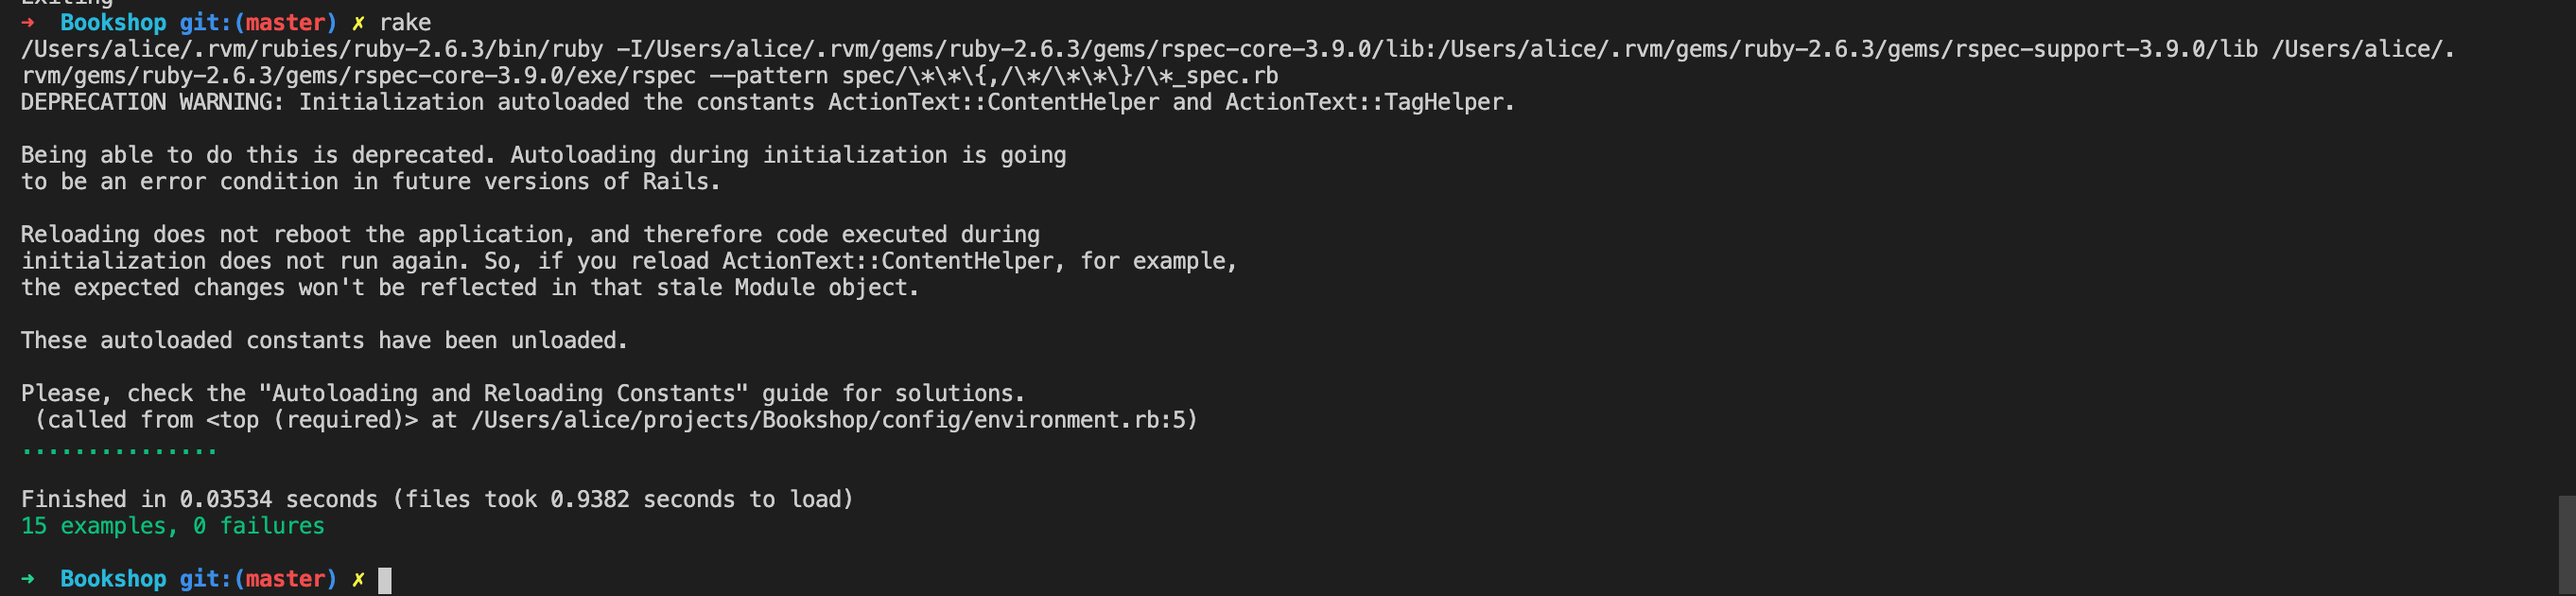 Exiting
➜  Bookshop git:(master) ✗ rake
/Users/alice/.rvm/rubies/ruby-2.6.3/bin/ruby -I/Users/alice/.rvm/gems/ruby-2.6.3/gems/rspec-core-3.9.0/lib:/Users/alice/.rvm/gems/ruby-2.6.3/gems/rspec-support-3.9.0/lib /Users/alice/.
rvm/gems/ruby-2.6.3/gems/rspec-core-3.9.0/exe/rspec --pattern spec/\*\*\{,/\*/\*\*\}/\*_spec.rb
DEPRECATION WARNING: Initialization autoloaded the constants ActionText::ContentHelper and ActionText::TagHelper.
Being able to do this is deprecated. Autoloading during initialization is going
to be an error condition in future versions of Rails.
Reloading does not reboot the application, and therefore code executed during
initialization does not run again. So, if you reload ActionText::ContentHelper, for example,
the expected changes won't be reflected in that stale Module object.
These autoloaded constants have been unloaded.
Please, check the "Autoloading and Reloading Constants" guide for solutions.
 (called from <top (required)> at /Users/alice/projects/Bookshop/config/environment.rb:5)
...............
Finished in 0.03534 seconds (files took 0.9382 seconds to load)
15 examples, 0 failures
➜  Bookshop git:(master) ✗